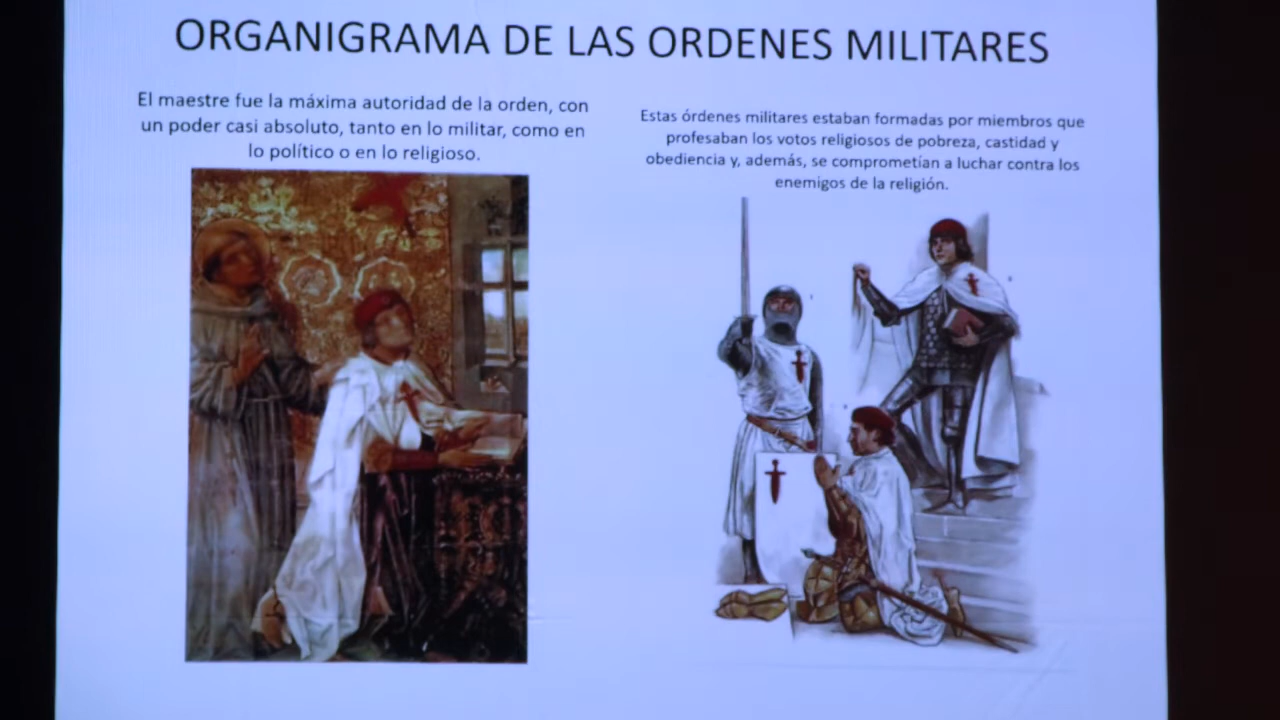 ORGANIGRAMA DE LAS ORDENES MILITARES
El maestre fue la máxima autoridad de la orden, con
un poder casi absoluto, tanto en lo militar, como en
lo político o en lo religioso.
Estas órdenes militares estaban formadas por miembros que
profesaban los votos religiosos de pobreza, castidad y
obediencia y, además, se comprometían a luchar contra los
enemigos de la religión.